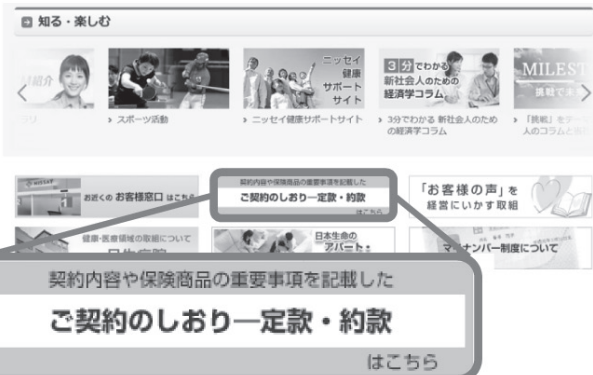 知る・楽しむ
紹介
ニッセイ
健康
サポート
サイト
3分でわかる
新社会人のための
経済学コラム
MILEST
挑戦で未
スポーツ活動
ニッセイ健康サポートサイト
3分でわかる 新社会人のため
の経済学コラム
「挑戦」をテー
人のコラムと
お近くの お客様窓口 はこちら
契約内容や保険商品の重要事項を記載した
ご契約のしおり―定款・約款
はこちら
「お客様の声」を
経営にいかす取組
健康・医療領域の取組について
日本生命の
アパート・
マイナンバー制度について
契約内容や保険商品の重要事項を記載した
ご契約のしおり―定款・約款
はこちら